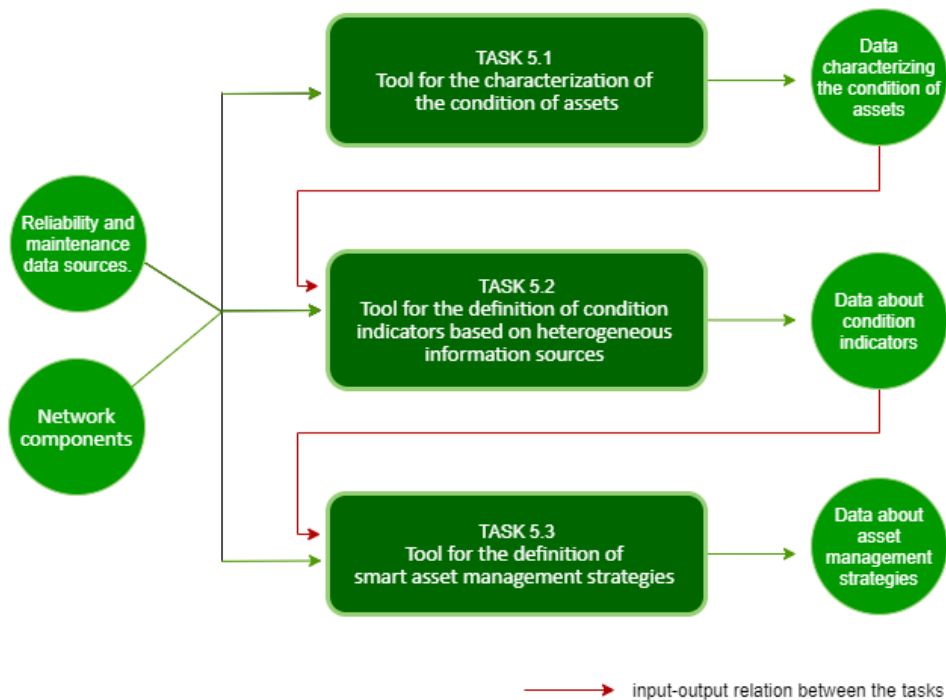 TASK 5.1
Tool for the characterization of
the condition of assets
Data
characterizing
the condition of
assets
Reliability and
maintenance
data sources.
TASK 5.2
Tool for the definition of condition
indicators based on heterogeneous
information sources
Data about
condition
indicators
Network
components
TASK 5.3
Tool for the definition of
smart asset management strategies
Data about
asset
management
strategies
input-output relation between the tasks